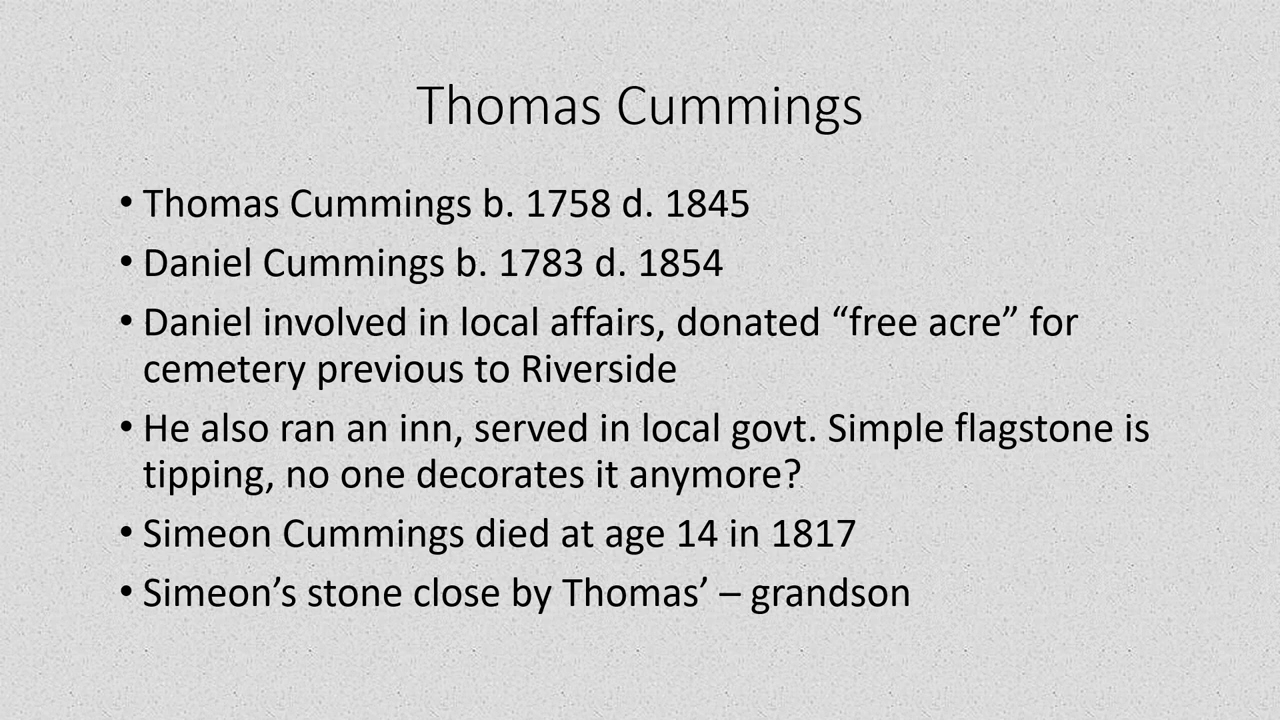 Thomas Cummings
• Thomas Cummings b. 1758 d. 1845
• Daniel Cummings b. 1783 d. 1854
• Daniel involved in local affairs, donated “free acre” for
cemetery previous to Riverside
• He also ran an inn, served in local govt. Simple flagstone is
tipping, no one decorates it anymore?
• Simeon Cummings died at age 14 in 1817
• Simeon’s stone close by Thomas’ – grandson